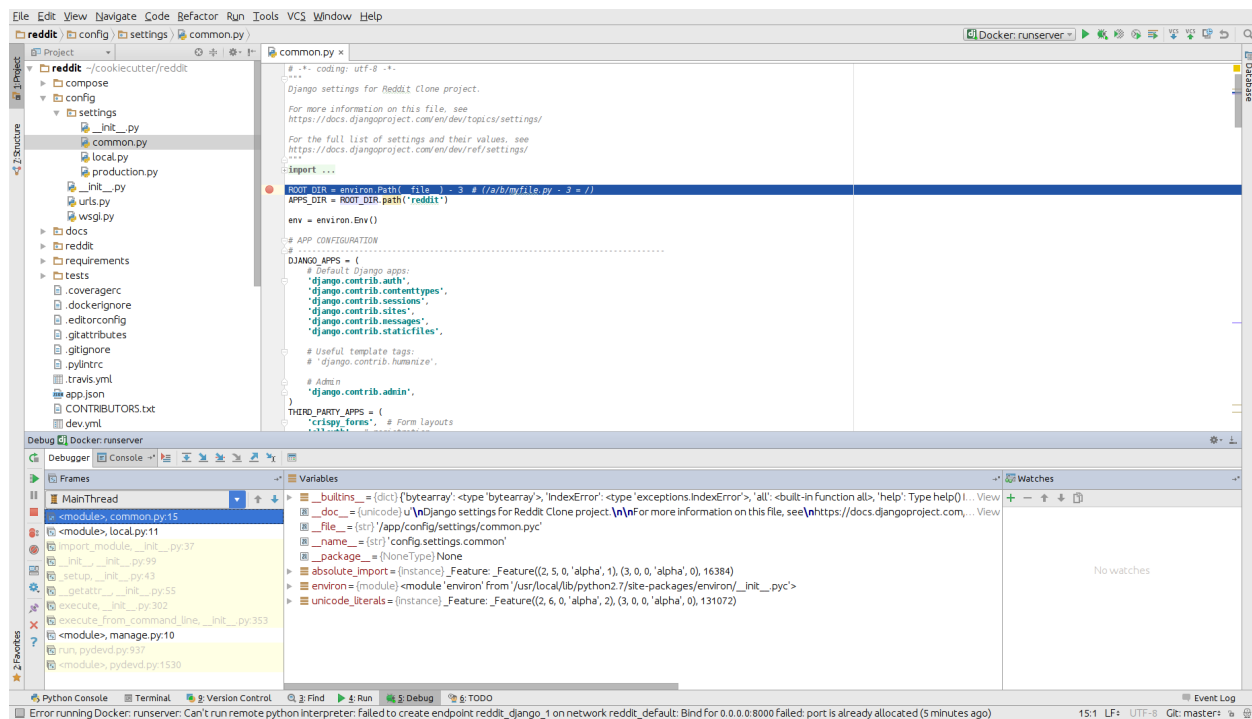 File Edit View Navigate Code Refactor Run Tools VCS Window Help
reddit config settings common.py
Docker: runserver
VCS VCS
1: Project
Project
common.py ×
Database
reddit ~/cookiecutter/reddit
compose
config
settings
__init__.py
common.py
local.py
production.py
__init__.py
urls.py
wsgi.py
docs
reddit
requirements
tests
.coveragerc
.dockerignore
.editorconfig
.gitattributes
.gitignore
.pylintrc
.travis.yml
app.json
CONTRIBUTORS.txt
dev.yml
7: Structure
# -*- coding: utf-8 -*-
"""
Django settings for Reddit Clone project.
For more information on this file, see
https://docs.djangoproject.com/en/dev/topics/settings/
For the full list of settings and their values, see
https://docs.djangoproject.com/en/dev/ref/settings/
"""
import ...
ROOT_DIR = environ.Path(__file__) - 3  # (/a/b/myfile.py - 3 = /)
APPS_DIR = ROOT_DIR.path('reddit')
env = environ.Env()
# APP CONFIGURATION
# ------------------------------------------------------------------------------
DJANGO_APPS = (
# Default Django apps:
'django.contrib.auth',
'django.contrib.contenttypes',
'django.contrib.sessions',
'django.contrib.sites',
'django.contrib.messages',
'django.contrib.staticfiles',
# Useful template tags:
# 'django.contrib.humanize',
# Admin
'django.contrib.admin',
)
THIRD_PARTY_APPS = (
'crispy_forms',  # Form layouts
Debug Docker: runserver
Debugger Console
Frames
MainThread
<module>, common.py:15
<module>, local.py:11
import_module, __init__.py:37
__init__, __init__.py:99
_setup, __init__.py:43
__getattr__, __init__.py:55
execute, __init__.py:302
execute_from_command_line, __init__.py:353
<module>, manage.py:10
run, pydevd.py:937
<module>, pydevd.py:1530
Variables
__builtins__ = {dict} {'bytearray': <type 'bytearray'>, 'IndexError': <type 'exceptions.IndexError'>, 'all': <built-in function all>, 'help': Type help() I... View
__doc__ = {unicode} u'\nDjango settings for Reddit Clone project.\n\nFor more information on this file, see\nhttps://docs.djangoproject.com,... View
__file__ = {str} '/app/config/settings/common.pyc'
__name__ = {str} 'config.settings.common'
__package__ = {NoneType} None
absolute_import = {instance} _Feature: _Feature((2, 5, 0, 'alpha', 1), (3, 0, 0, 'alpha', 0), 16384)
environ = {module} <module 'environ' from '/usr/local/lib/python2.7/site-packages/environ/__init__.pyc'>
unicode_literals = {instance} _Feature: _Feature((2, 6, 0, 'alpha', 2), (3, 0, 0, 'alpha', 0), 131072)
Watches
No watches
2: Favorites
Python Console Terminal 9: Version Control 3: Find 4: Run 5: Debug 6: TODO Event Log
Error running Docker: runserver: Can't run remote python interpreter: failed to create endpoint reddit_django_1 on network reddit_default: Bind for 0.0.0.0:8000 failed: port is already allocated (5 minutes ago) 15:1 LF÷ UTF-8 Git: master÷